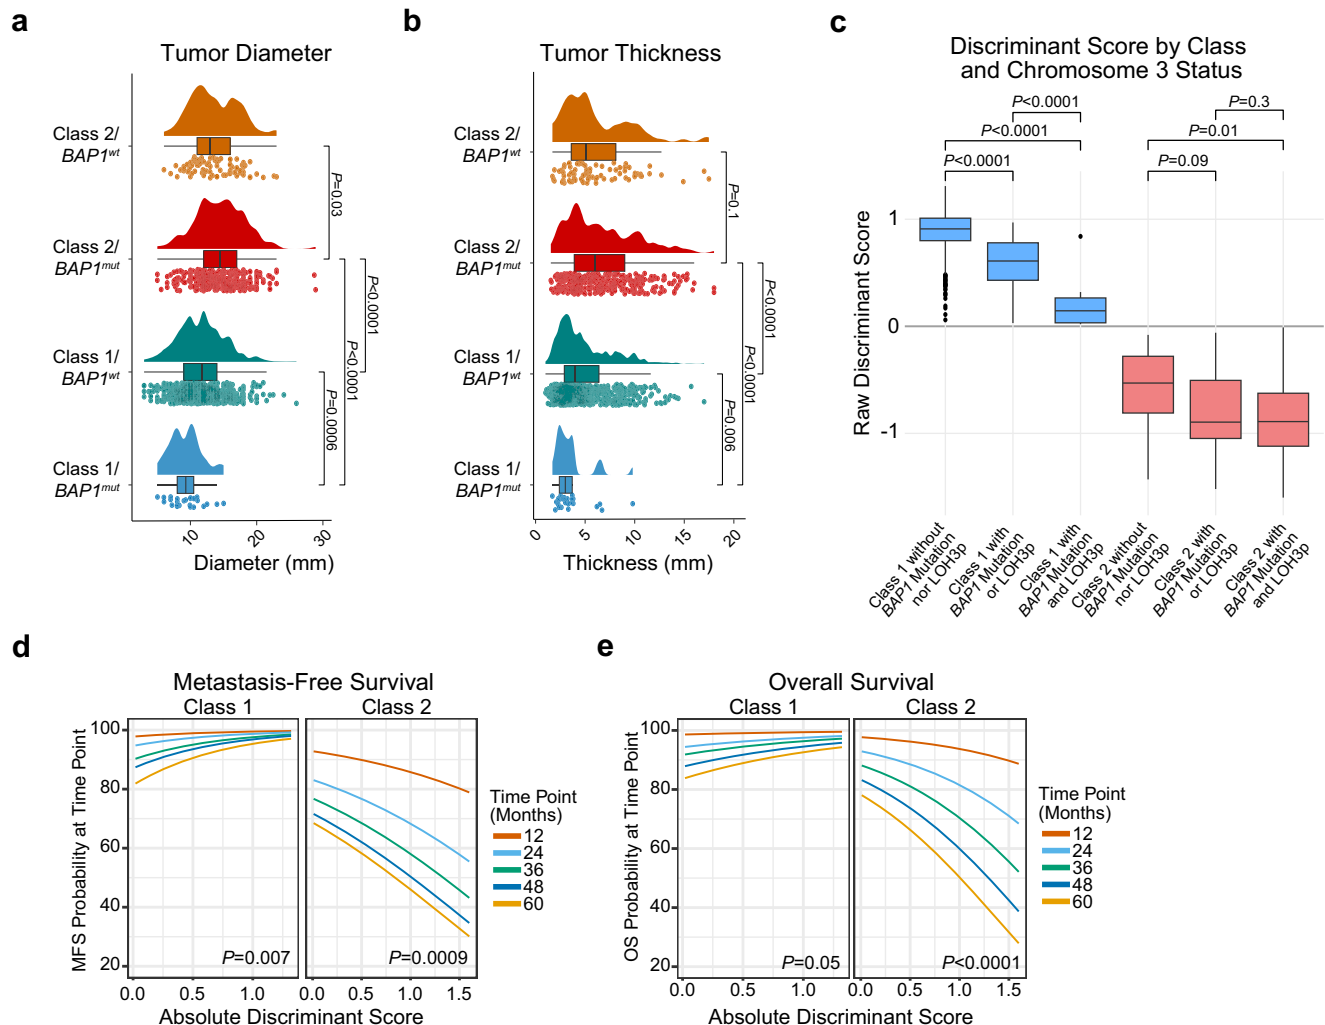 a
Tumor Diameter
Class 2/
BAP1wt
Class 2/
BAP1mut
Class 1/
BAP1wt
Class 1/
BAP1mut
P=0.03
P<0.0001
P<0.0001
P=0.0006
10
20
30
Diameter (mm)
b
Tumor Thickness
Class 2/
BAP1wt
Class 2/
BAP1mut
Class 1/
BAP1wt
Class 1/
BAP1mut
P=0.1
P<0.0001
P<0.0001
P=0.006
0
5
10
15
20
Thickness (mm)
c
Discriminant Score by Class
and Chromosome 3 Status
P<0.0001
P=0.3
P<0.0001
P=0.01
P<0.0001
P=0.09
Raw Discriminant Score
1
0
-1
Class 1 without
BAP1 Mutation
nor LOH3p
Class 1 with
BAP1 Mutation
or LOH3p
Class 1 with
BAP1 Mutation
and LOH3p
Class 2 without
BAP1 Mutation
nor LOH3p
Class 2 with
BAP1 Mutation
or LOH3p
Class 2 with
BAP1 Mutation
and LOH3p
d
Metastasis-Free Survival
Class 1
Class 2
MFS Probability at Time Point
100
80
60
40
20
P=0.007
P=0.0009
0.0 0.5 1.0
0.0 0.5 1.0 1.5
Absolute Discriminant Score
Time Point
(Months)
12
24
36
48
60
e
Overall Survival
Class 1
Class 2
OS Probability at Time Point
100
80
60
40
20
P=0.05
P<0.0001
0.0 0.5 1.0
0.0 0.5 1.0 1.5
Absolute Discriminant Score
Time Point
(Months)
12
24
36
48
60